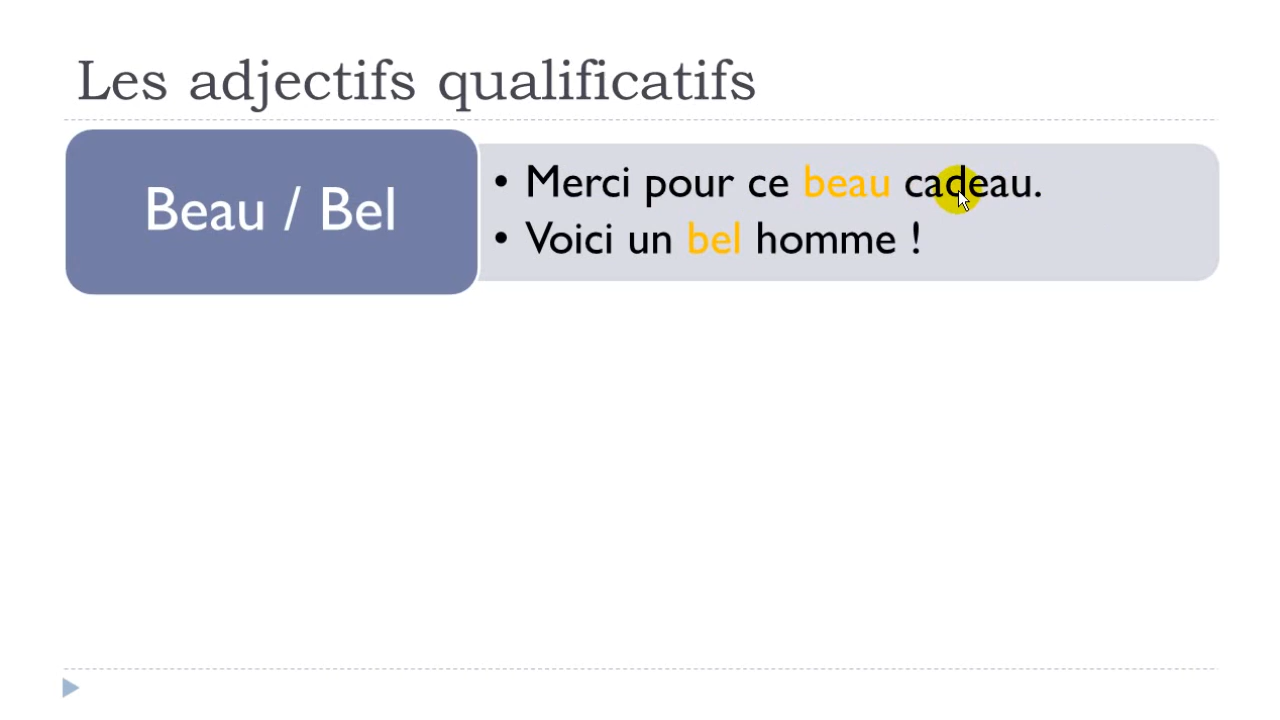 Les adjectifs qualificatifs
Beau / Bel
• Merci pour ce beau cadeau.
• Voici un bel homme !